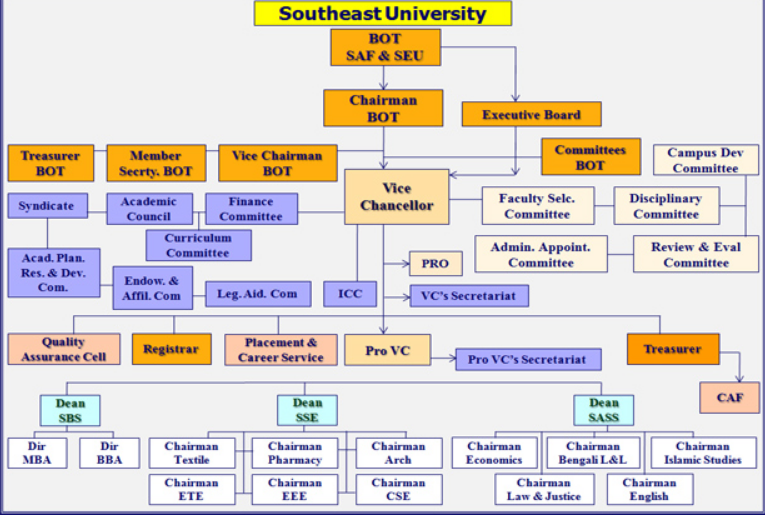 Southeast University
BOT
SAF & SEU
Chairman
BOT
Executive Board
Treasurer
BOT
Member
Secrty. BOT
Vice Chairman
BOT
Committees
BOT
Campus Dev
Committee
Vice
Chancellor
Syndicate
Academic
Council
Finance
Committee
Faculty Selc.
Committee
Disciplinary
Committee
Curriculum
Committee
Admin. Appoint.
Committee
Review & Eval
Committee
Acad. Plan.
Res. & Dev.
Com.
Endow. &
Affil. Com
Leg. Aid. Com
ICC
PRO
VC's Secretariat
Quality
Assurance Cell
Registrar
Placement &
Career Service
Pro VC
Pro VC's Secretariat
Treasurer
CAF
Dean
SBS
Dean
SSE
Dean
SASS
Dir
MBA
Dir
BBA
Chairman
Textile
Chairman
Pharmacy
Chairman
Arch
Chairman
Economics
Chairman
Bengali L&L
Chairman
Islamic Studies
Chairman
ETE
Chairman
EEE
Chairman
CSE
Chairman
Law & Justice
Chairman
English